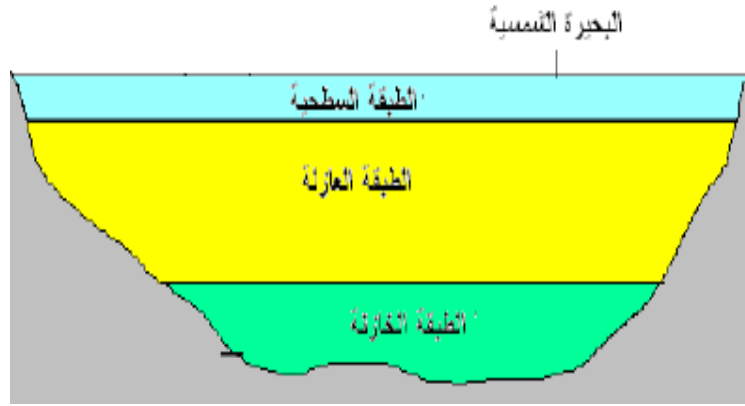 البحيرة الشمسية
الطبقة السطحية
الطبقة العازلة
الطبقة الخازنة